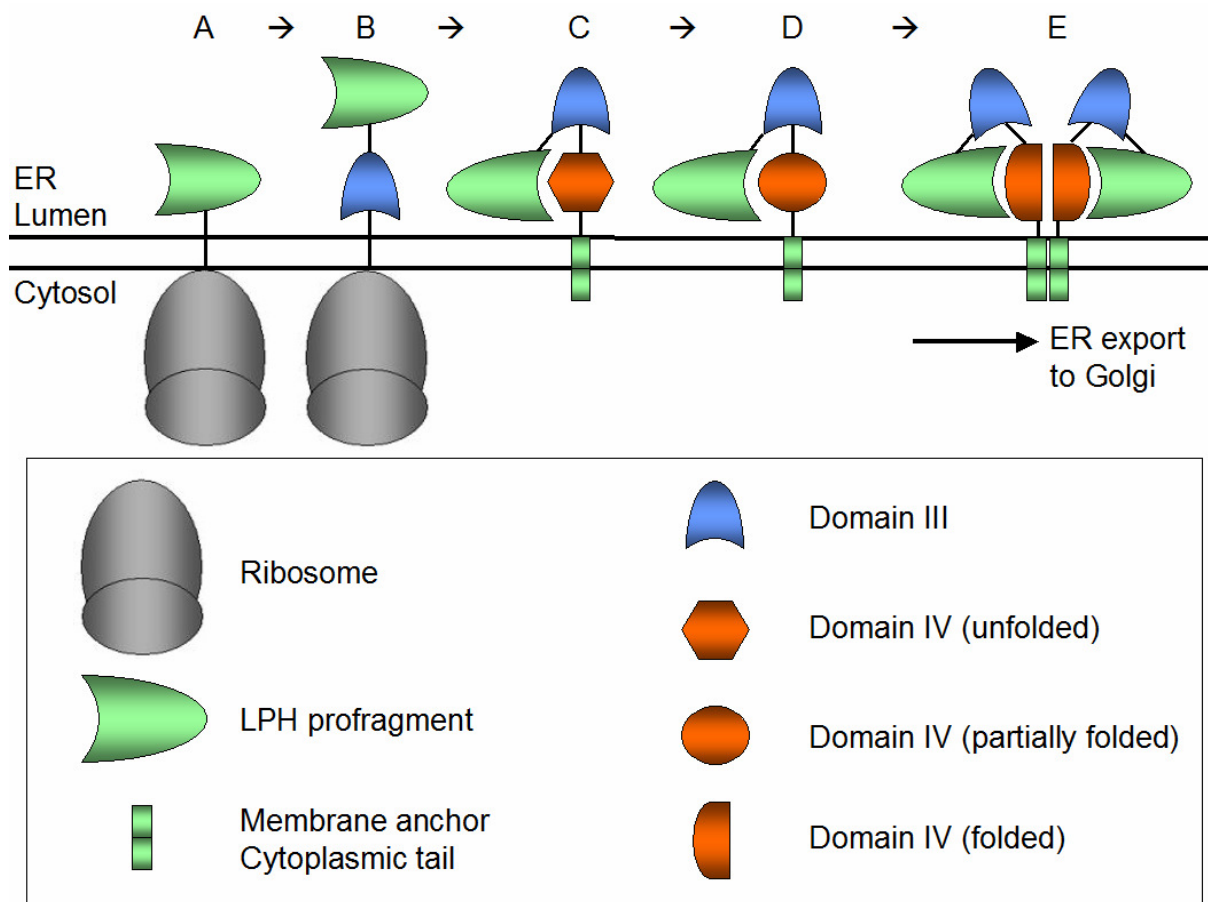 A → B → C → D → E
ER
Lumen
Cytosol
ER export
to Golgi
Ribosome
LPH profragment
Membrane anchor
Cytoplasmic tail
Domain III
Domain IV (unfolded)
Domain IV (partially folded)
Domain IV (folded)